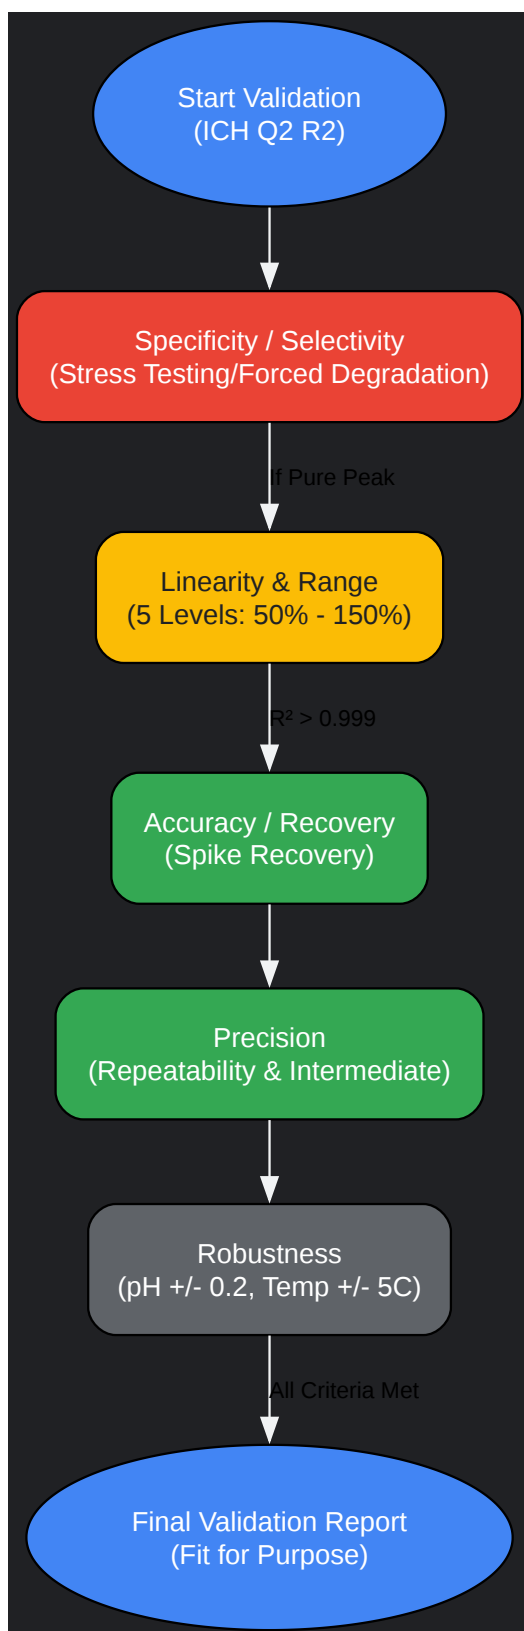 Start Validation
(ICH Q2 R2)
Specificity / Selectivity
(Stress Testing/Forced Degradation)
If Pure Peak
Linearity & Range
(5 Levels: 50% - 150%)
R² > 0.999
Accuracy / Recovery
(Spike Recovery)
Precision
(Repeatability & Intermediate)
Robustness
(pH +/- 0.2, Temp +/- 5C)
All Criteria Met
Final Validation Report
(Fit for Purpose)